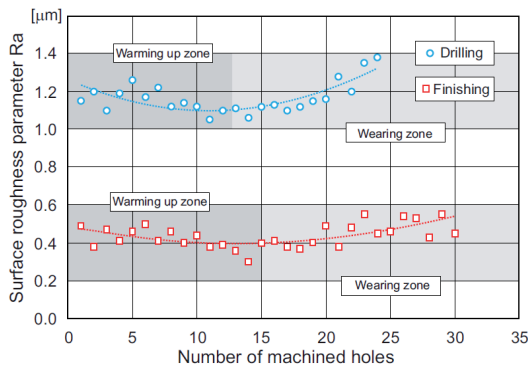 [µm]
Surface roughness parameter Ra
1.4
1.2
1.0
0.8
0.6
0.4
0.2
0.0
Warming up zone
Drilling
Finishing
Wearing zone
Warming up zone
Wearing zone
0 5 10 15 20 25 30 35
Number of machined holes